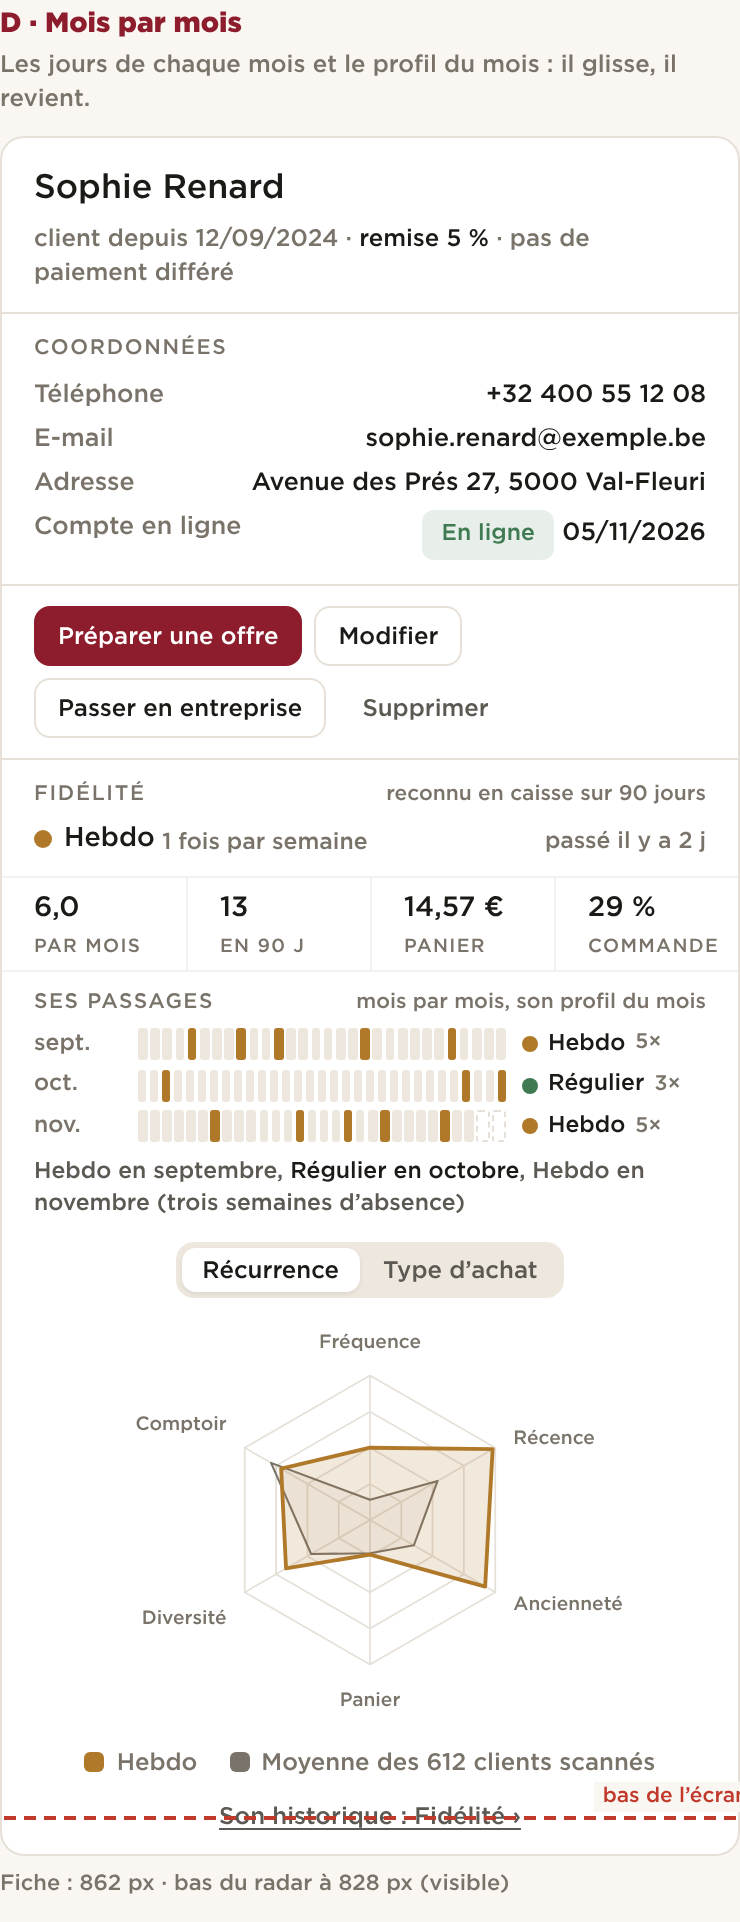 D · Mois par mois
Les jours de chaque mois et le profil du mois : il glisse, il
revient.
Sophie Renard
client depuis 12/09/2024 · remise 5 % · pas de
paiement différé
COORDONNÉES
Téléphone +32 400 55 12 08
E-mail sophie.renard@exemple.be
Adresse Avenue des Prés 27, 5000 Val-Fleuri
Compte en ligne En ligne 05/11/2026
Préparer une offre Modifier
Passer en entreprise Supprimer
FIDÉLITÉ reconnu en caisse sur 90 jours
Hebdo 1 fois par semaine passé il y a 2 j
6,0 13 14,57 € 29 %
PAR MOIS EN 90 J PANIER COMMANDE
SES PASSAGES mois par mois, son profil du mois
sept. Hebdo 5×
oct. Régulier 3×
nov. Hebdo 5×
Hebdo en septembre, Régulier en octobre, Hebdo en
novembre (trois semaines d’absence)
Récurrence Type d’achat
Fréquence
Comptoir
Récence
Ancienneté
Diversité
Panier
Hebdo Moyenne des 612 clients scannés
bas de l’écran
Son historique : Fidélité ›
Fiche : 862 px · bas du radar à 828 px (visible)